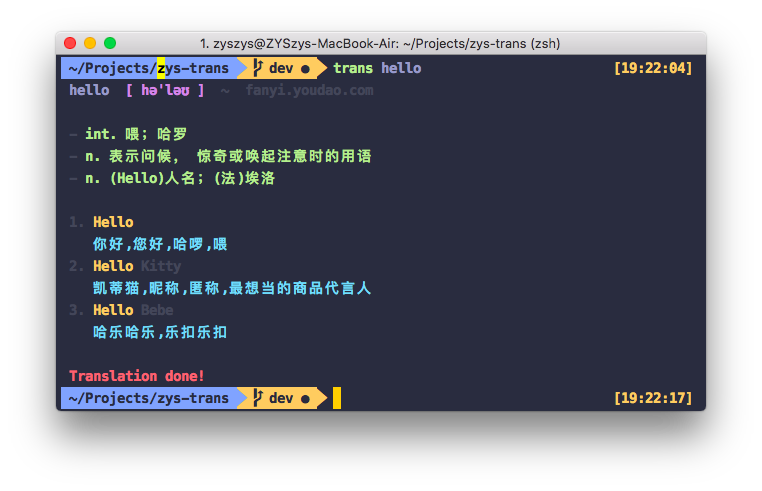 1. zyszys@ZYSzys-MacBook-Air: ~/Projects/zys-trans (zsh)
~/Projects/zys-trans dev ● trans hello [19:22:04]
hello [ hə'ləʊ ] ~ fanyi.youdao.com
- int. 喂；哈罗
- n. 表示问候， 惊奇或唤起注意时的用语
- n. (Hello)人名；(法)埃洛
1. Hello
你好,您好,哈啰,喂
2. Hello Kitty
凯蒂猫,昵称,匿称,最想当的商品代言人
3. Hello Bebe
哈乐哈乐,乐扣乐扣
Translation done!
~/Projects/zys-trans dev ● [19:22:17]